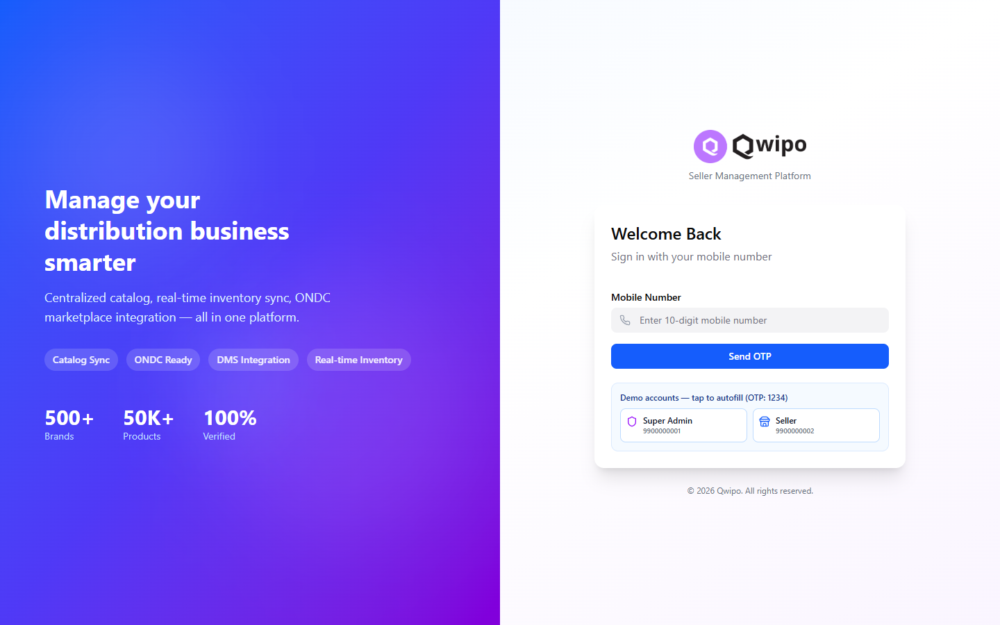 Manage your
distribution business
smarter
Centralized catalog, real-time inventory sync, ONDC
marketplace integration — all in one platform.
Catalog Sync
ONDC Ready
DMS Integration
Real-time Inventory
500+
Brands
50K+
Products
100%
Verified
Qwipo
Seller Management Platform
Welcome Back
Sign in with your mobile number
Mobile Number
Enter 10-digit mobile number
Send OTP
Demo accounts — tap to autofill (OTP: 1234)
Super Admin
9900000001
Seller
9900000002
© 2026 Qwipo. All rights reserved.